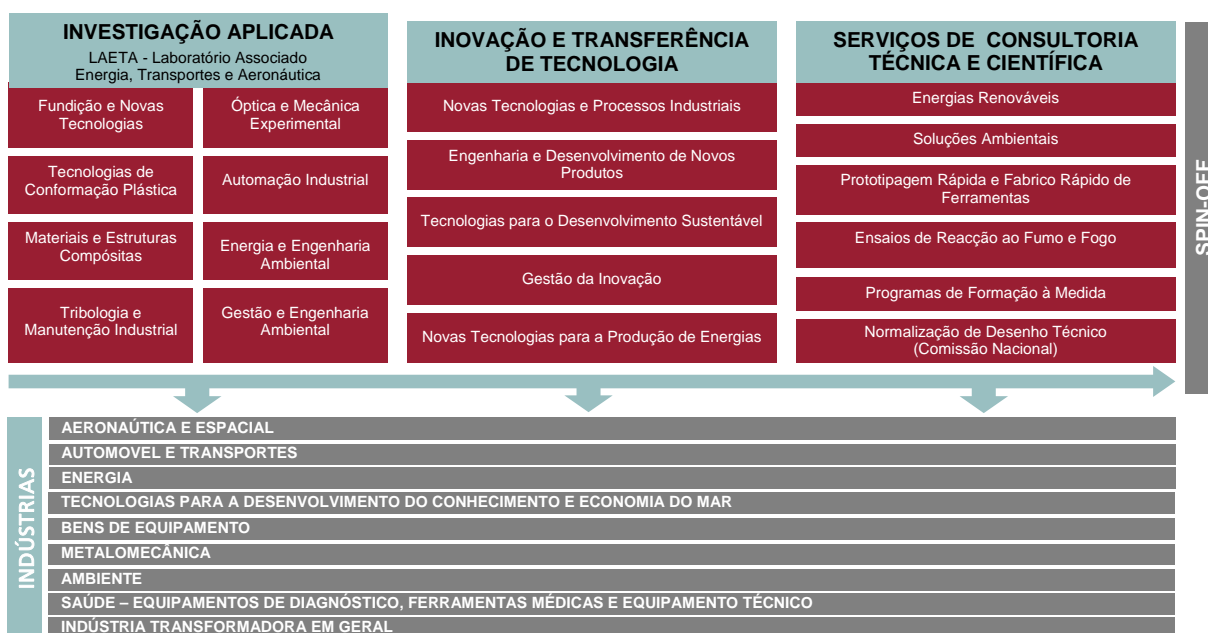 INVESTIGAÇÃO APLICADA
LAETA - Laboratório Associado
Energia, Transportes e Aeronáutica
Fundição e Novas
Tecnologias
Óptica e Mecânica
Experimental
Tecnologias de
Conformação Plástica
Automação Industrial
Materiais e Estruturas
Compósitas
Energia e Engenharia
Ambiental
Tribologia e
Manutenção Industrial
Gestão e Engenharia
Ambiental
INOVAÇÃO E TRANSFERÊNCIA
DE TECNOLOGIA
Novas Tecnologias e Processos Industriais
Engenharia e Desenvolvimento de Novos
Produtos
Tecnologias para o Desenvolvimento Sustentável
Gestão da Inovação
Novas Tecnologias para a Produção de Energias
SERVIÇOS DE CONSULTORIA
TÉCNICA E CIENTÍFICA
Energias Renováveis
Soluções Ambientais
Prototipagem Rápida e Fabrico Rápido de
Ferramentas
Ensaios de Reacção ao Fumo e Fogo
Programas de Formação à Medida
Normalização de Desenho Técnico
(Comissão Nacional)
SPIN-OFF
INDÚSTRIAS
AERONAÚTICA E ESPACIAL
AUTOMOVEL E TRANSPORTES
ENERGIA
TECNOLOGIAS PARA A DESENVOLVIMENTO DO CONHECIMENTO E ECONOMIA DO MAR
BENS DE EQUIPAMENTO
METALOMECÂNICA
AMBIENTE
SAÚDE – EQUIPAMENTOS DE DIAGNÓSTICO, FERRAMENTAS MÉDICAS E EQUIPAMENTO TÉCNICO
INDÚSTRIA TRANSFORMADORA EM GERAL